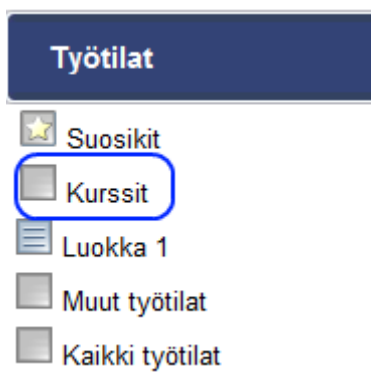 Työtilat
Suosikit
Kurssit
Luokka 1
Muut työtilat
Kaikki työtilat